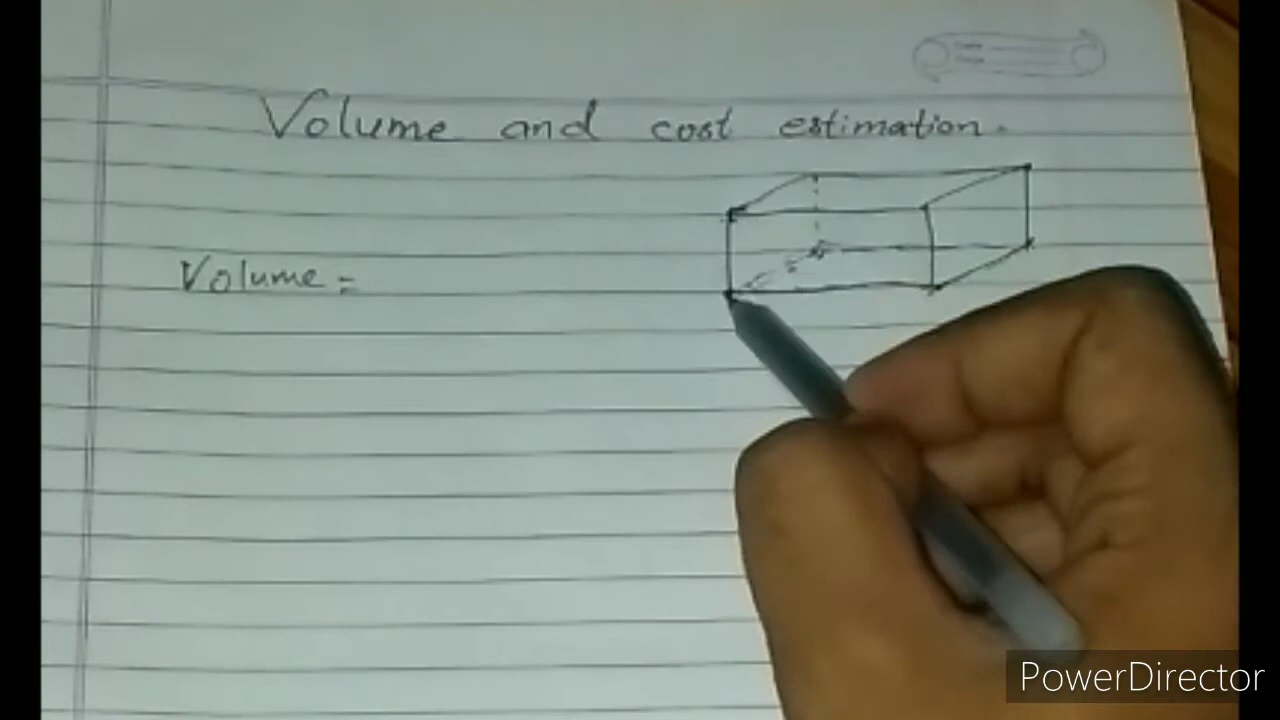 Volume and cost estimation.
Volume =
PowerDirector